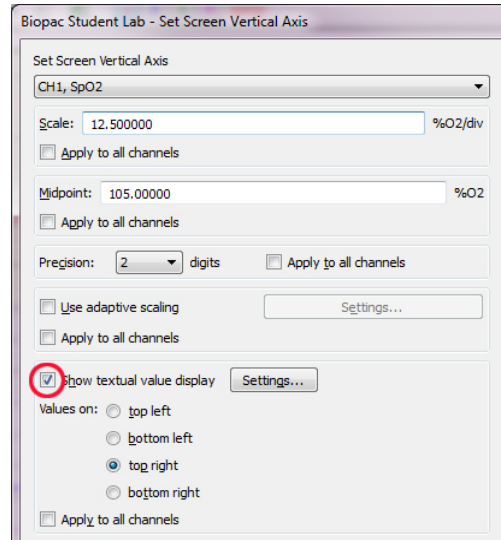 Biopac Student Lab - Set Screen Vertical Axis
Set Screen Vertical Axis
CH1, SpO2
Scale: 12.500000 %O2/div
Apply to all channels
Midpoint: 105.00000 %O2
Apply to all channels
Precision: 2 digits Apply to all channels
Use adaptive scaling Settings...
Apply to all channels
Show textual value display Settings...
Values on: top left
bottom left
top right
bottom right
Apply to all channels